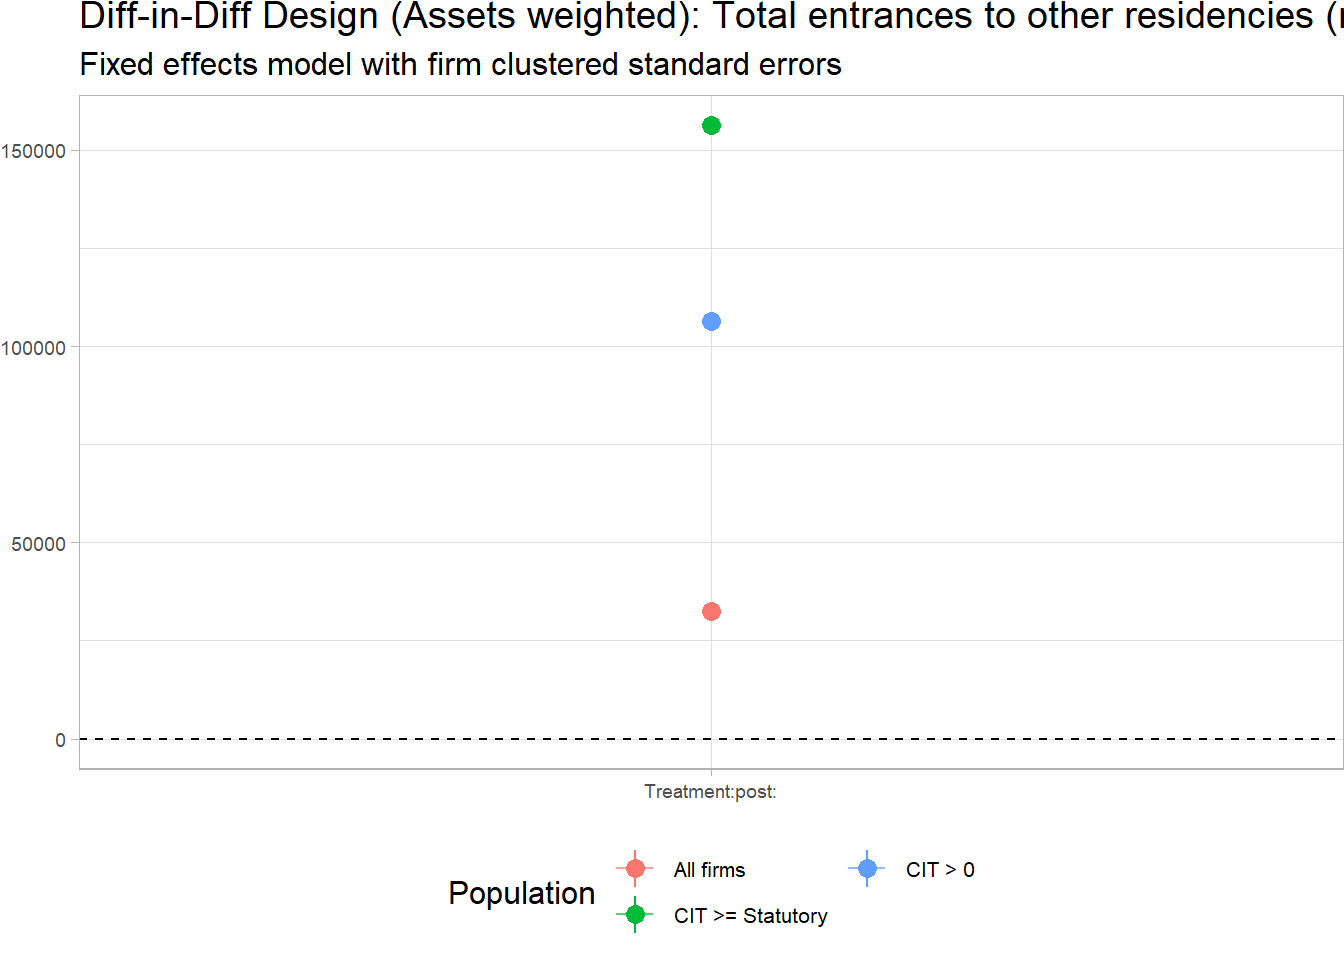 Diff-in-Diff Design (Assets weighted): Total entrances to other residencies (
Fixed effects model with firm clustered standard errors
150000
100000
50000
0
Treatment:post:
Population
All firms
CIT > 0
CIT >= Statutory